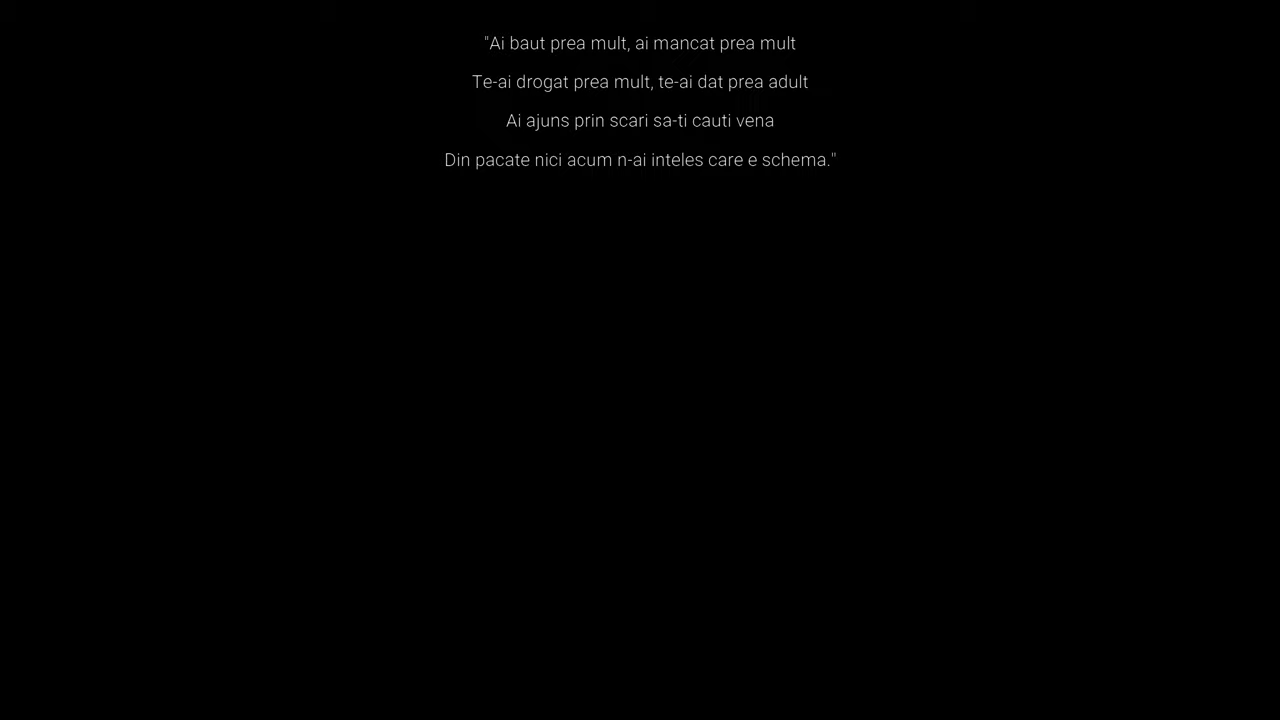 "Ai baut prea mult, ai mancat prea mult
Te-ai drogat prea mult, te-ai dat prea adult
Ai ajuns prin scari sa-ti cauti vena
Din pacate nici acum n-ai inteles care e schema."